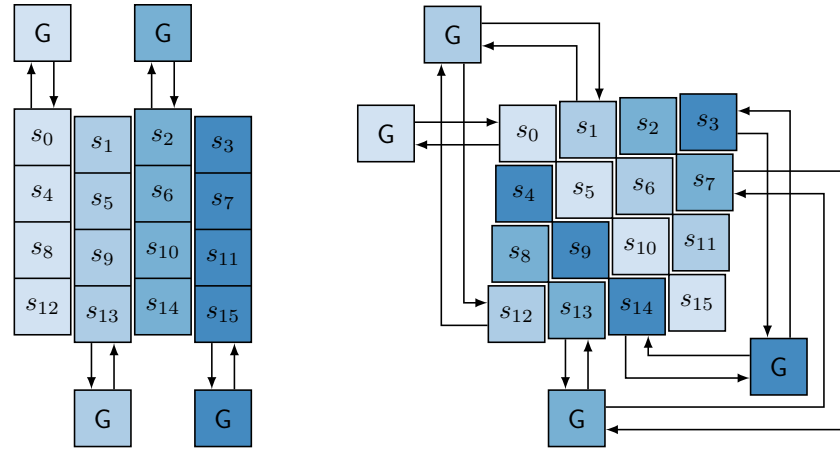 G G
s0 s1 s2 s3
s4 s5 s6 s7
s8 s9 s10 s11
s12 s13 s14 s15
G G
G
G
s0 s1 s2 s3
s4 s5 s6 s7
s8 s9 s10 s11
s12 s13 s14 s15
G
G